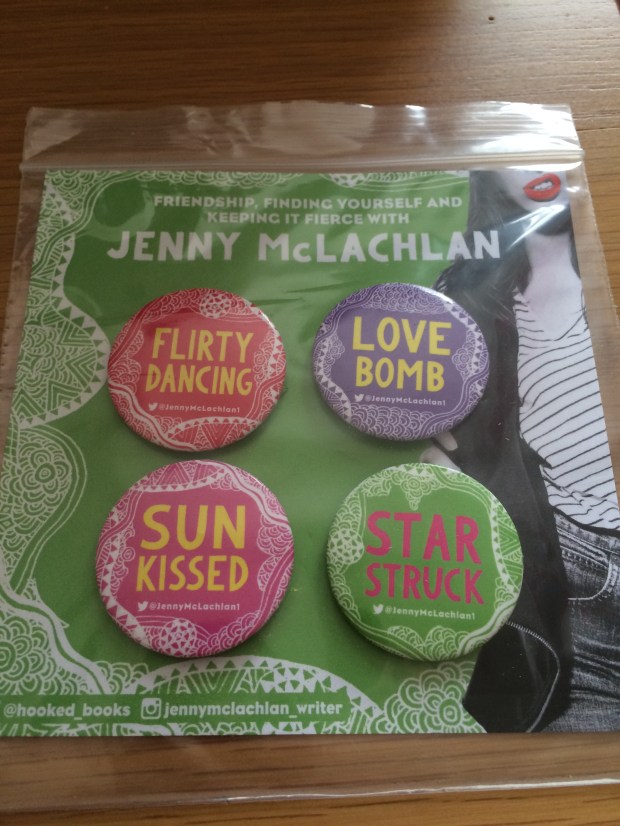 FRIENDSHIP, FINDING YOURSELF AND
KEEPING IT FIERCE WITH
JENNY McLACHLAN
FLIRTY
DANCING
@JennyMcLachlan1
LOVE
BOMB
@JennyMcLachlan1
SUN
KISSED
@JennyMcLachlan1
STAR
STRUCK
@JennyMcLachlan1
@hooked_books jennymclachlan_writer